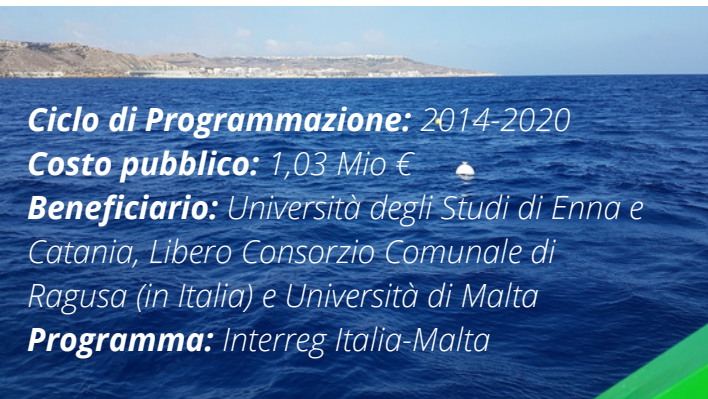 Ciclo di Programmazione: 2014-2020
Costo pubblico: 1,03 Mio €
Beneficiario: Università degli Studi di Enna e
Catania, Libero Consorzio Comunale di
Ragusa (in Italia) e Università di Malta
Programma: Interreg Italia-Malta